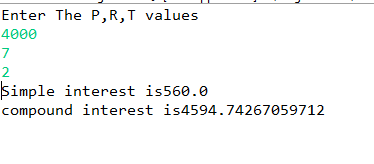 Enter The P,R,T values
4000
7
2
Simple interest is560.0
compound interest is4594.74267059712